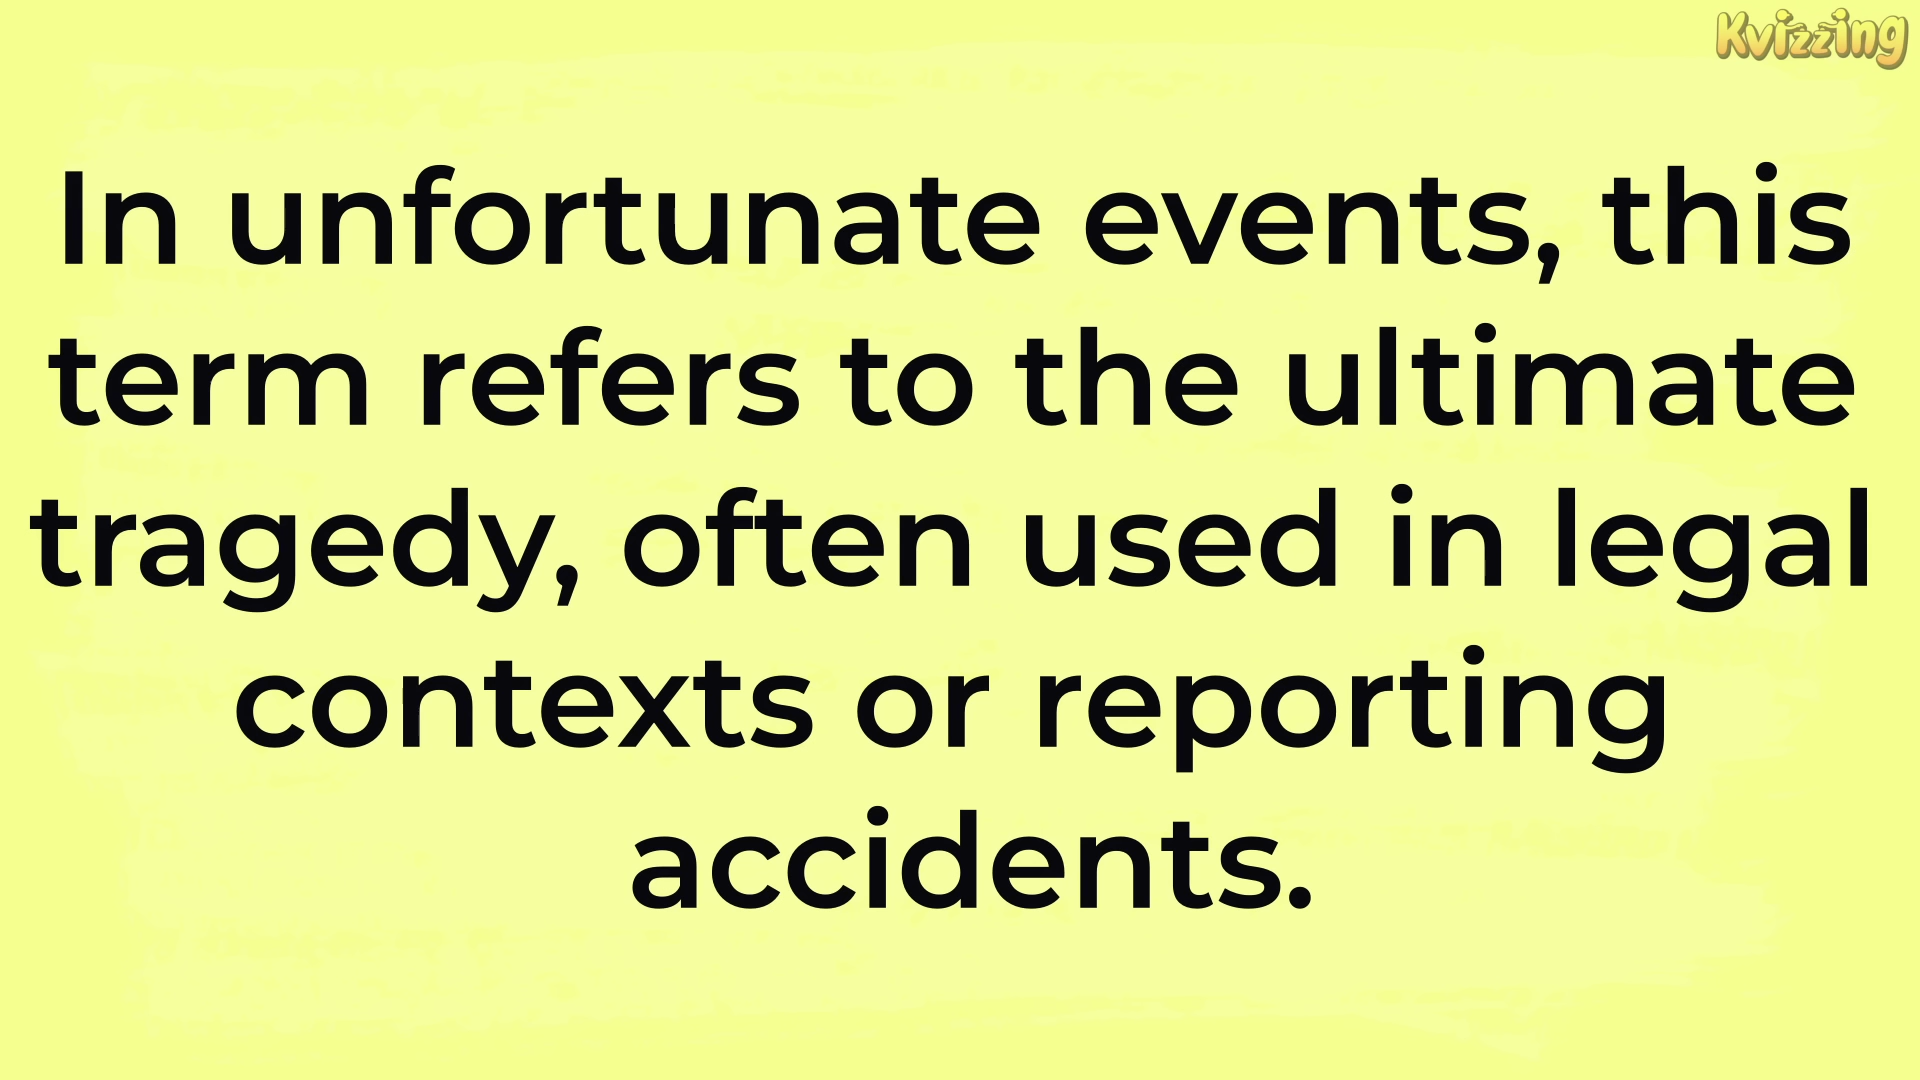 Kvizzing
In unfortunate events, this
term refers to the ultimate
tragedy, often used in legal
contexts or reporting
accidents.